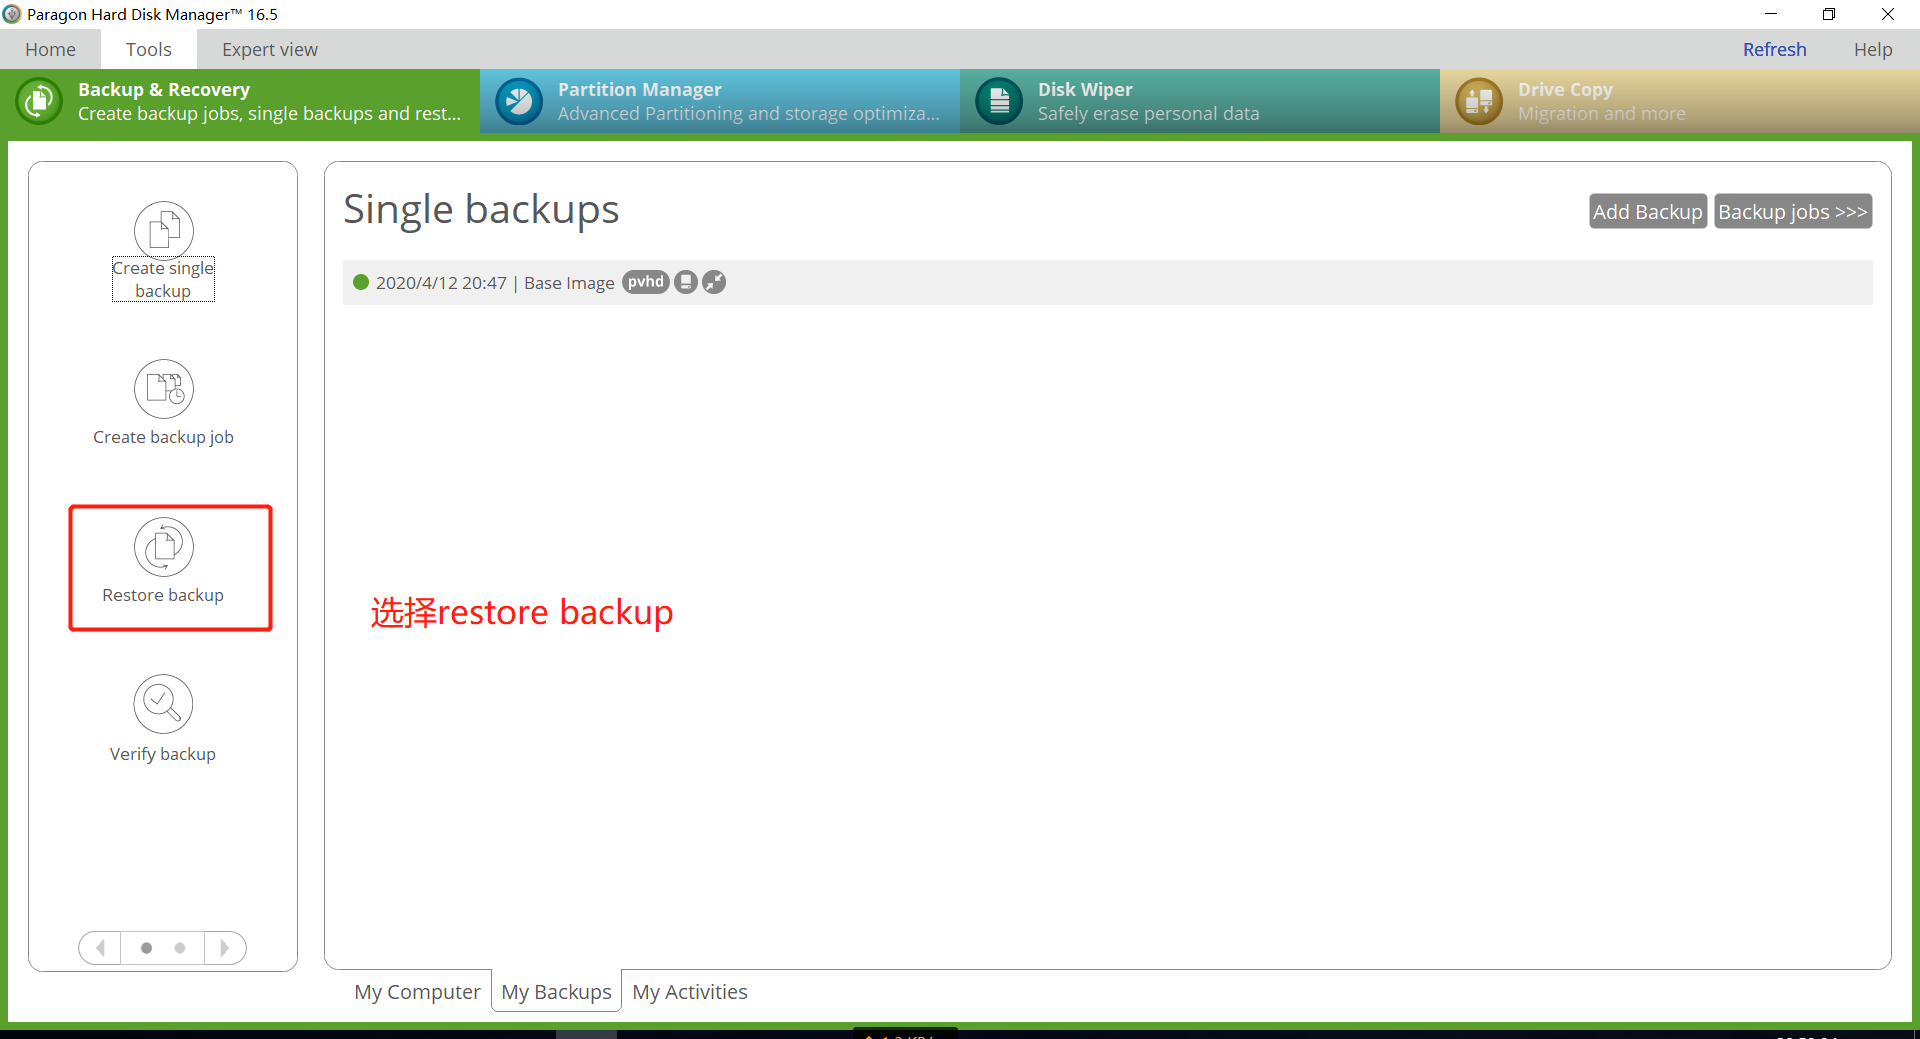 Paragon Hard Disk Manager™ 16.5
Home
Tools
Expert view
Refresh
Help
Backup & Recovery
Create backup jobs, single backups and rest...
Partition Manager
Advanced Partitioning and storage optimiza...
Disk Wiper
Safely erase personal data
Drive Copy
Migration and more
Create single
backup
Create backup job
Restore backup
Verify backup
Single backups
Add Backup
Backup jobs >>>
2020/4/12 20:47 | Base Image pvhd
选择restore backup
My Computer
My Backups
My Activities